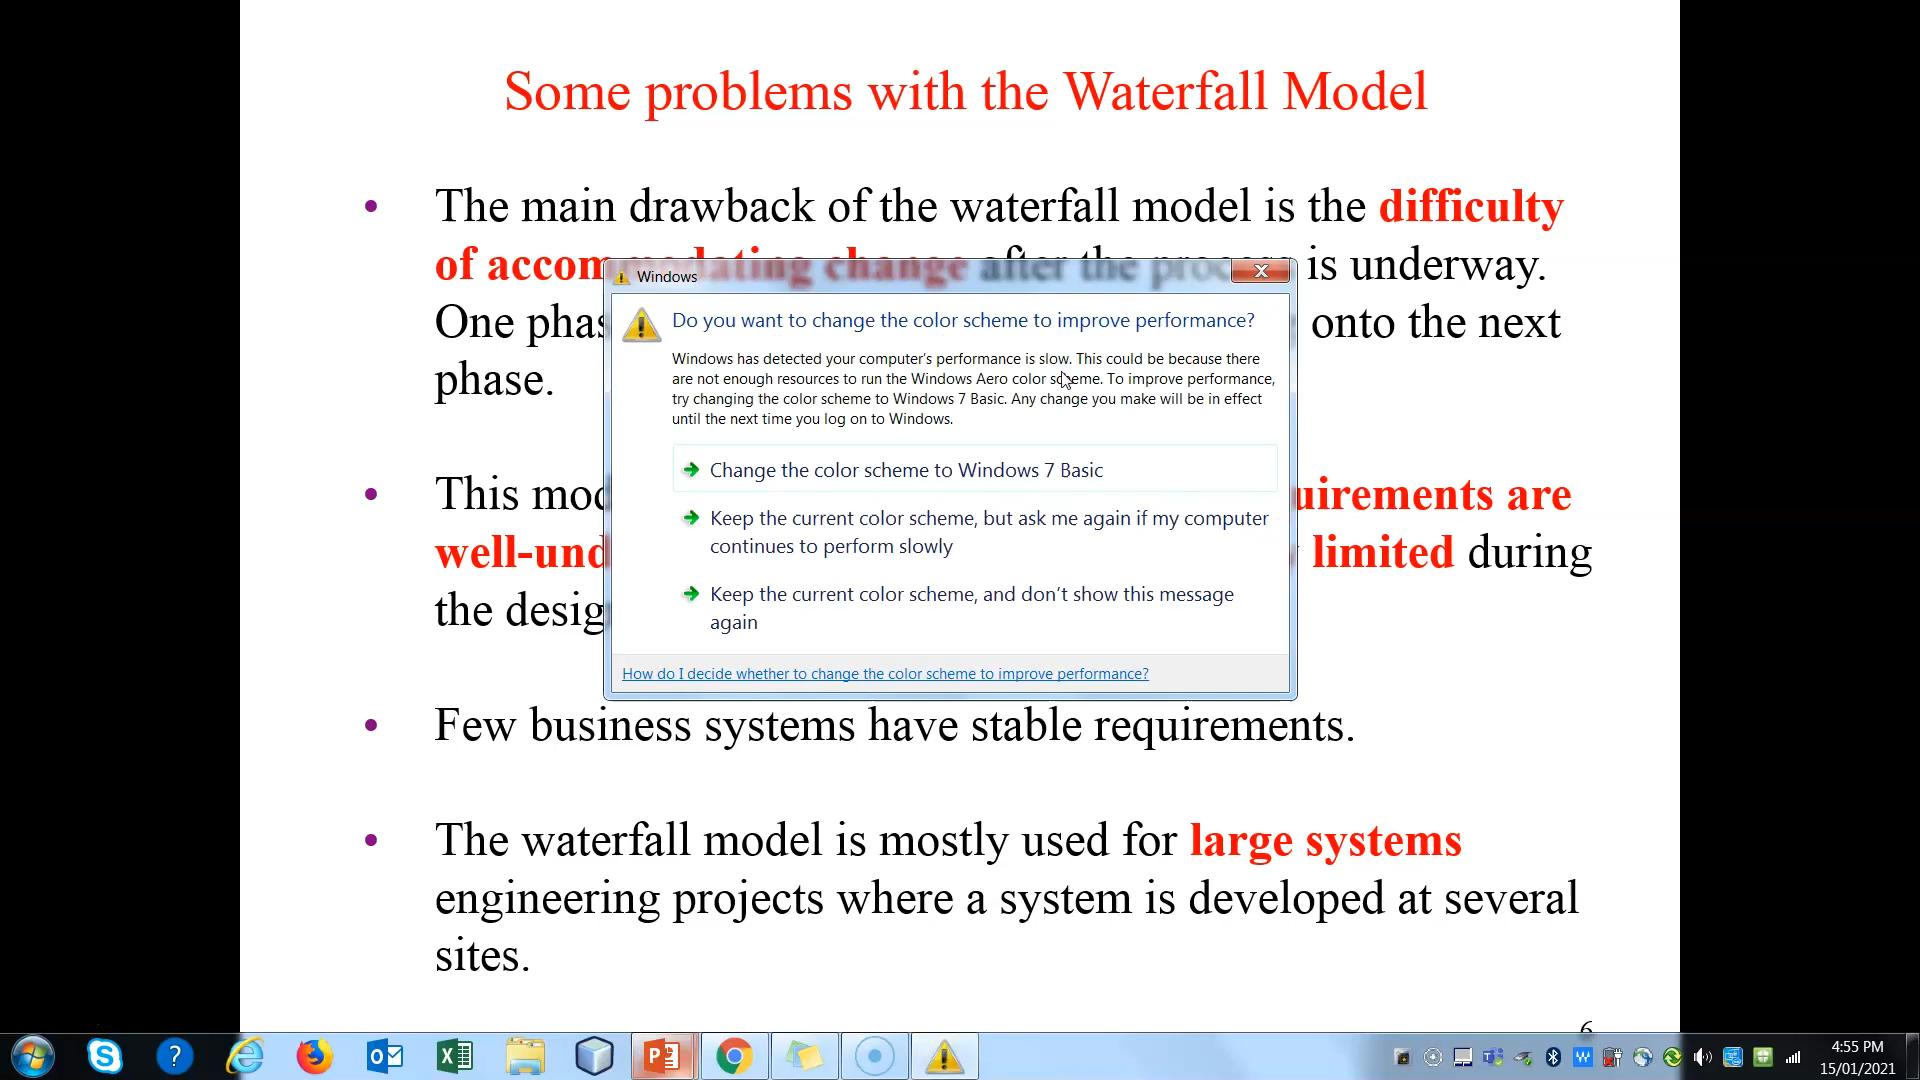 Some problems with the Waterfall Model
• The main drawback of the waterfall model is the difficulty
of accommodating change after the process is underway.
One phas onto the next
phase.
Windows
Do you want to change the color scheme to improve performance?
Windows has detected your computer's performance is slow. This could be because there
are not enough resources to run the Windows Aero color scheme. To improve performance,
try changing the color scheme to Windows 7 Basic. Any change you make will be in effect
until the next time you log on to Windows.
Change the color scheme to Windows 7 Basic
Keep the current color scheme, but ask me again if my computer
continues to perform slowly
Keep the current color scheme, and don't show this message
again
How do I decide whether to change the color scheme to improve performance?
• This mod uirements are
well-und limited during
the desig
• Few business systems have stable requirements.
• The waterfall model is mostly used for large systems
engineering projects where a system is developed at several
sites.
6
4:55 PM
15/01/2021